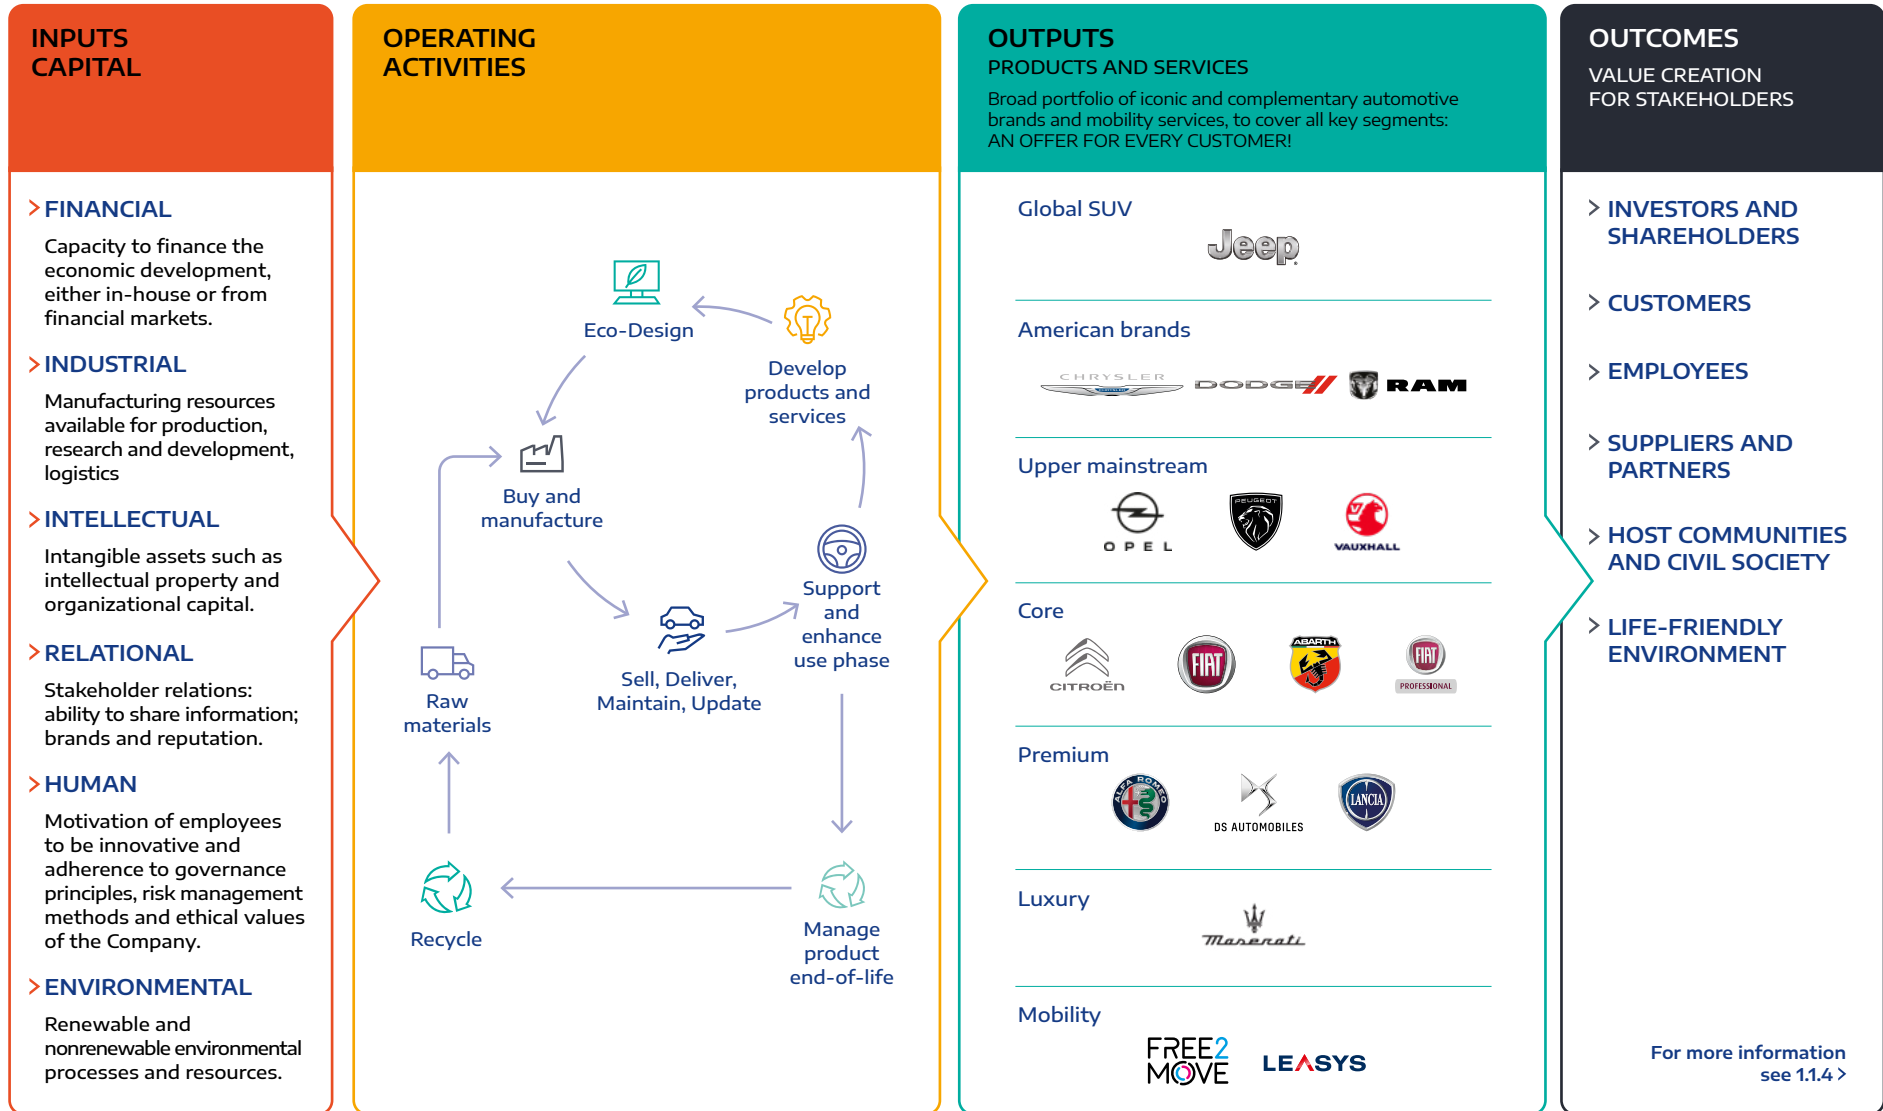 INPUTS
CAPITAL
> FINANCIAL
Capacity to finance the
economic development,
either in-house or from
financial markets.
> INDUSTRIAL
Manufacturing resources
available for production,
research and development,
logistics
> INTELLECTUAL
Intangible assets such as
intellectual property and
organizational capital.
> RELATIONAL
Stakeholder relations:
ability to share information;
brands and reputation.
> HUMAN
Motivation of employees
to be innovative and
adherence to governance
principles, risk management
methods and ethical values
of the Company.
> ENVIRONMENTAL
Renewable and
nonrenewable environmental
processes and resources.
OPERATING
ACTIVITIES
Eco-Design
Develop
products and
services
Buy and
manufacture
Support
and
enhance
use phase
Sell, Deliver,
Maintain, Update
Raw
materials
Recycle
Manage
product
end-of-life
OUTPUTS
PRODUCTS AND SERVICES
Broad portfolio of iconic and complementary automotive
brands and mobility services, to cover all key segments:
AN OFFER FOR EVERY CUSTOMER!
Global SUV
Jeep
American brands
CHRYSLER
DODGE
RAM
Upper mainstream
OPEL
PEUGEOT
VAUXHALL
Core
CITROËN
FIAT
ABARTH
FIAT
PROFESSIONAL
Premium
ALFA ROMEO
DS AUTOMOBILES
LANCIA
Luxury
Maserati
Mobility
FREE2
MOVE
LEASYS
OUTCOMES
VALUE CREATION
FOR STAKEHOLDERS
> INVESTORS AND
SHAREHOLDERS
> CUSTOMERS
> EMPLOYEES
> SUPPLIERS AND
PARTNERS
> HOST COMMUNITIES
AND CIVIL SOCIETY
> LIFE-FRIENDLY
ENVIRONMENT
For more information
see 1.1.4 >